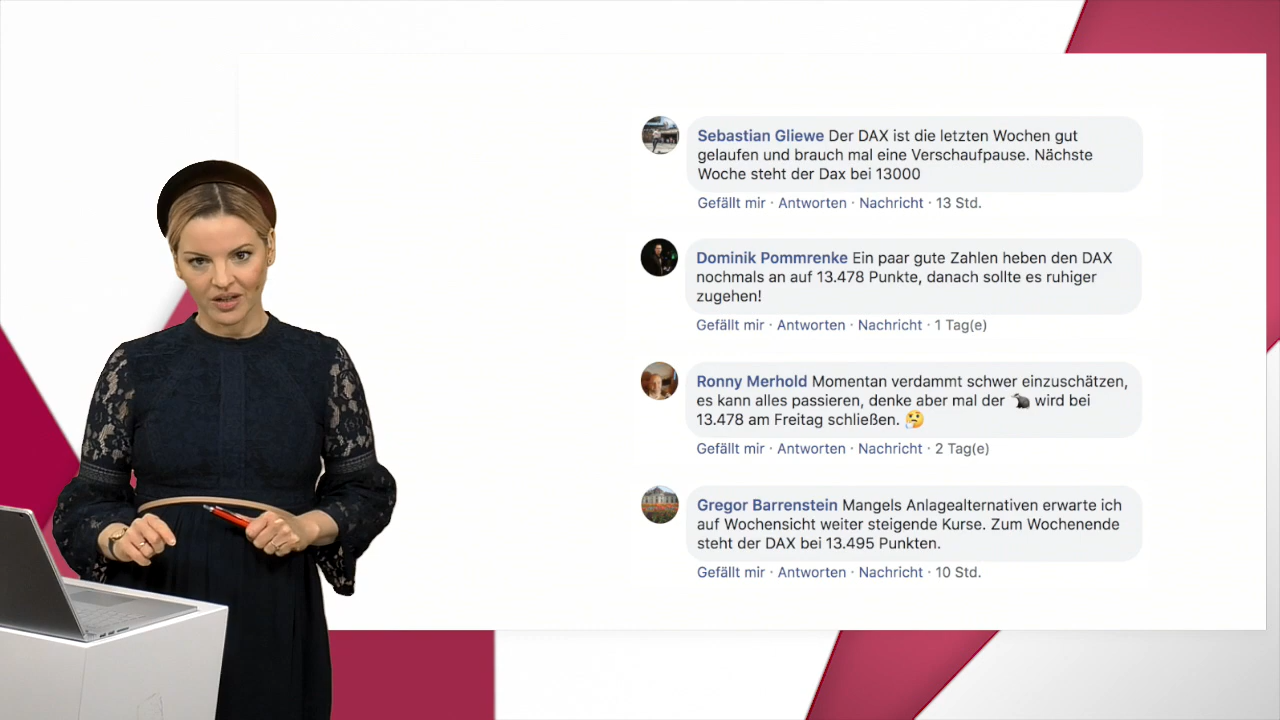 Sebastian Gliewe Der DAX ist die letzten Wochen gut
gelaufen und brauch mal eine Verschaufpause. Nächste
Woche steht der Dax bei 13000
Gefällt mir · Antworten · Nachricht · 13 Std.
Dominik Pommrenke Ein paar gute Zahlen heben den DAX
nochmals an auf 13.478 Punkte, danach sollte es ruhiger
zugehen!
Gefällt mir · Antworten · Nachricht · 1 Tag(e)
Ronny Merhold Momentan verdammt schwer einzuschätzen,
es kann alles passieren, denke aber mal der 🦡 wird bei
13.478 am Freitag schließen. 🤔
Gefällt mir · Antworten · Nachricht · 2 Tag(e)
Gregor Barrenstein Mangels Anlagealternativen erwarte ich
auf Wochensicht weiter steigende Kurse. Zum Wochenende
steht der DAX bei 13.495 Punkten.
Gefällt mir · Antworten · Nachricht · 10 Std.